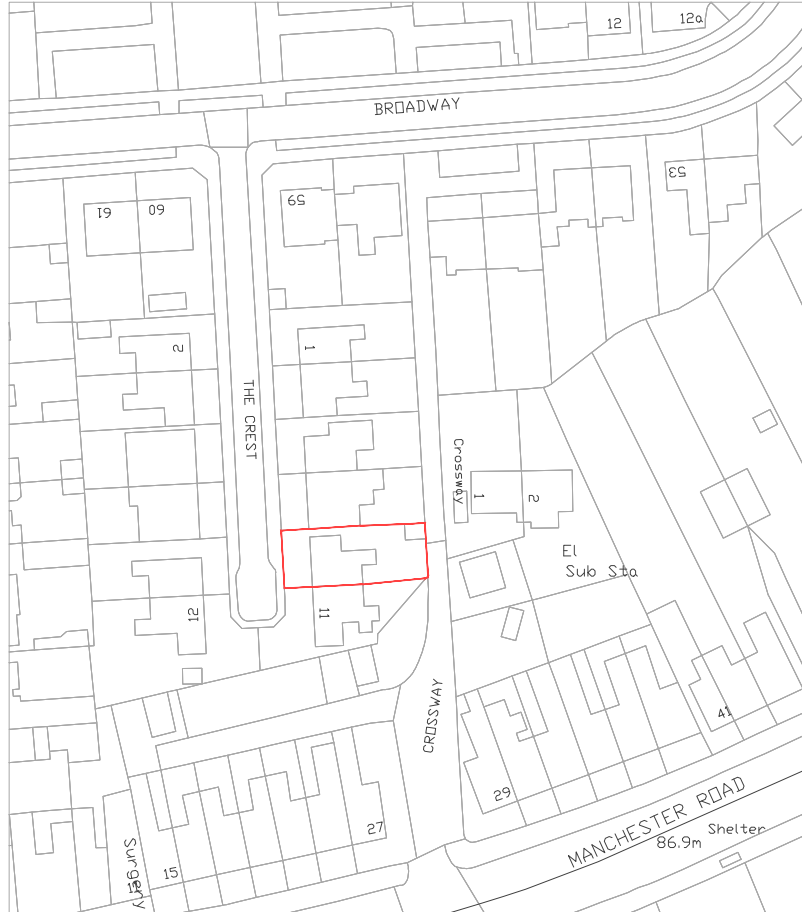 12
12a
BROADWAY
53
61
60
59
2
1
THE CREST
Crossway
1
2
El
Sub Sta
12
11
CROSSWAY
41
29
MANCHESTER ROAD
Shelter
86.9m
27
15
Surgery